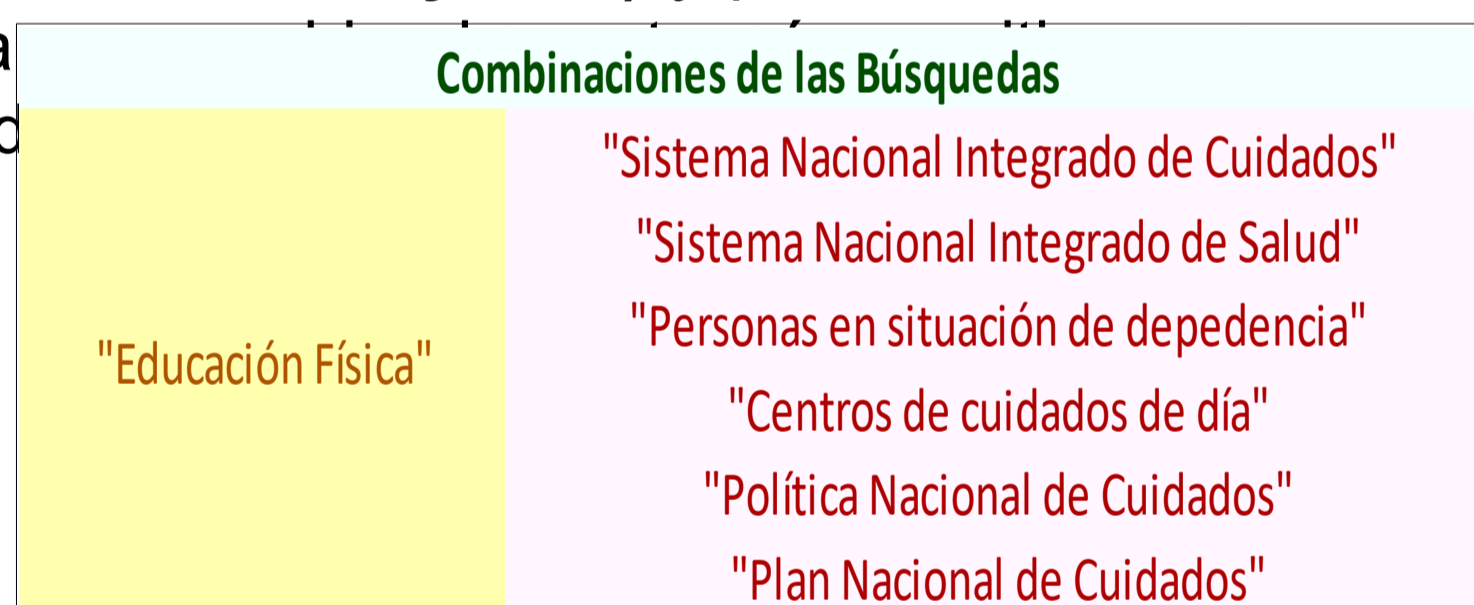 Combinaciones de las Búsquedas
"Sistema Nacional Integrado de Cuidados"
"Sistema Nacional Integrado de Salud"
"Personas en situación de depedencia"
"Educación Física"
"Centros de cuidados de día"
"Política Nacional de Cuidados"
"Plan Nacional de Cuidados"